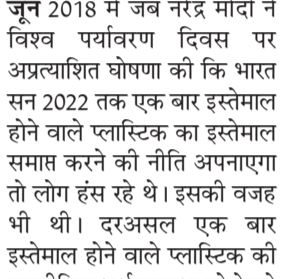 जून 2018 में जब नरेंद्र मोदी ने
विश्व पर्यावरण दिवस पर
अप्रत्याशित घोषणा की कि भारत
सन 2022 तक एक बार इस्तेमाल
होने वाले प्लास्टिक का इस्तेमाल
समाप्त करने की नीति अपनाएगा
तो लोग हंस रहे थे। इसकी वजह
भी थी। दरअसल एक बार
इस्तेमाल होने वाले प्लास्टिक की